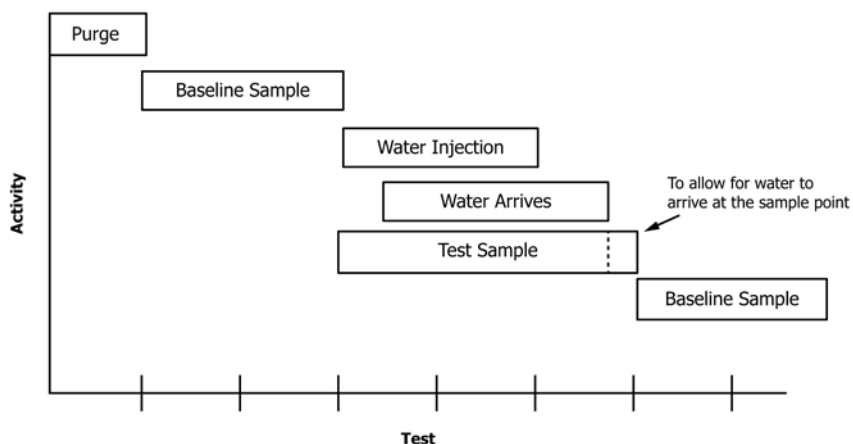 Purge
Baseline Sample
Water Injection
Water Arrives
To allow for water to
arrive at the sample point
Test Sample
Baseline Sample
Activity
Test